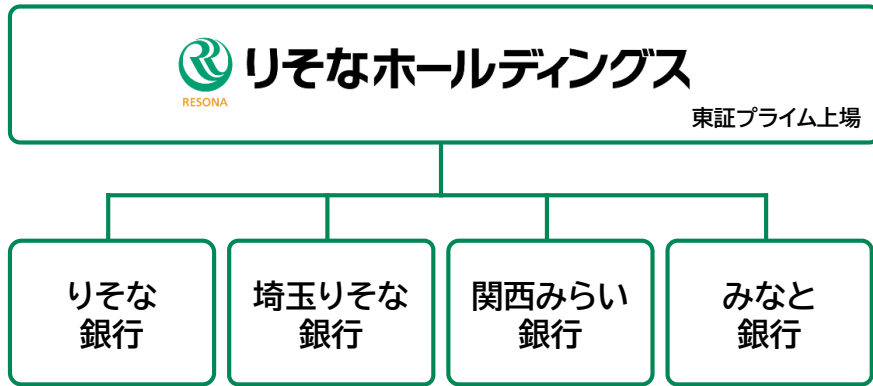 りそなホールディングス
RESONA
東証プライム上場
りそな
銀行
埼玉りそな
銀行
関西みらい
銀行
みなと
銀行